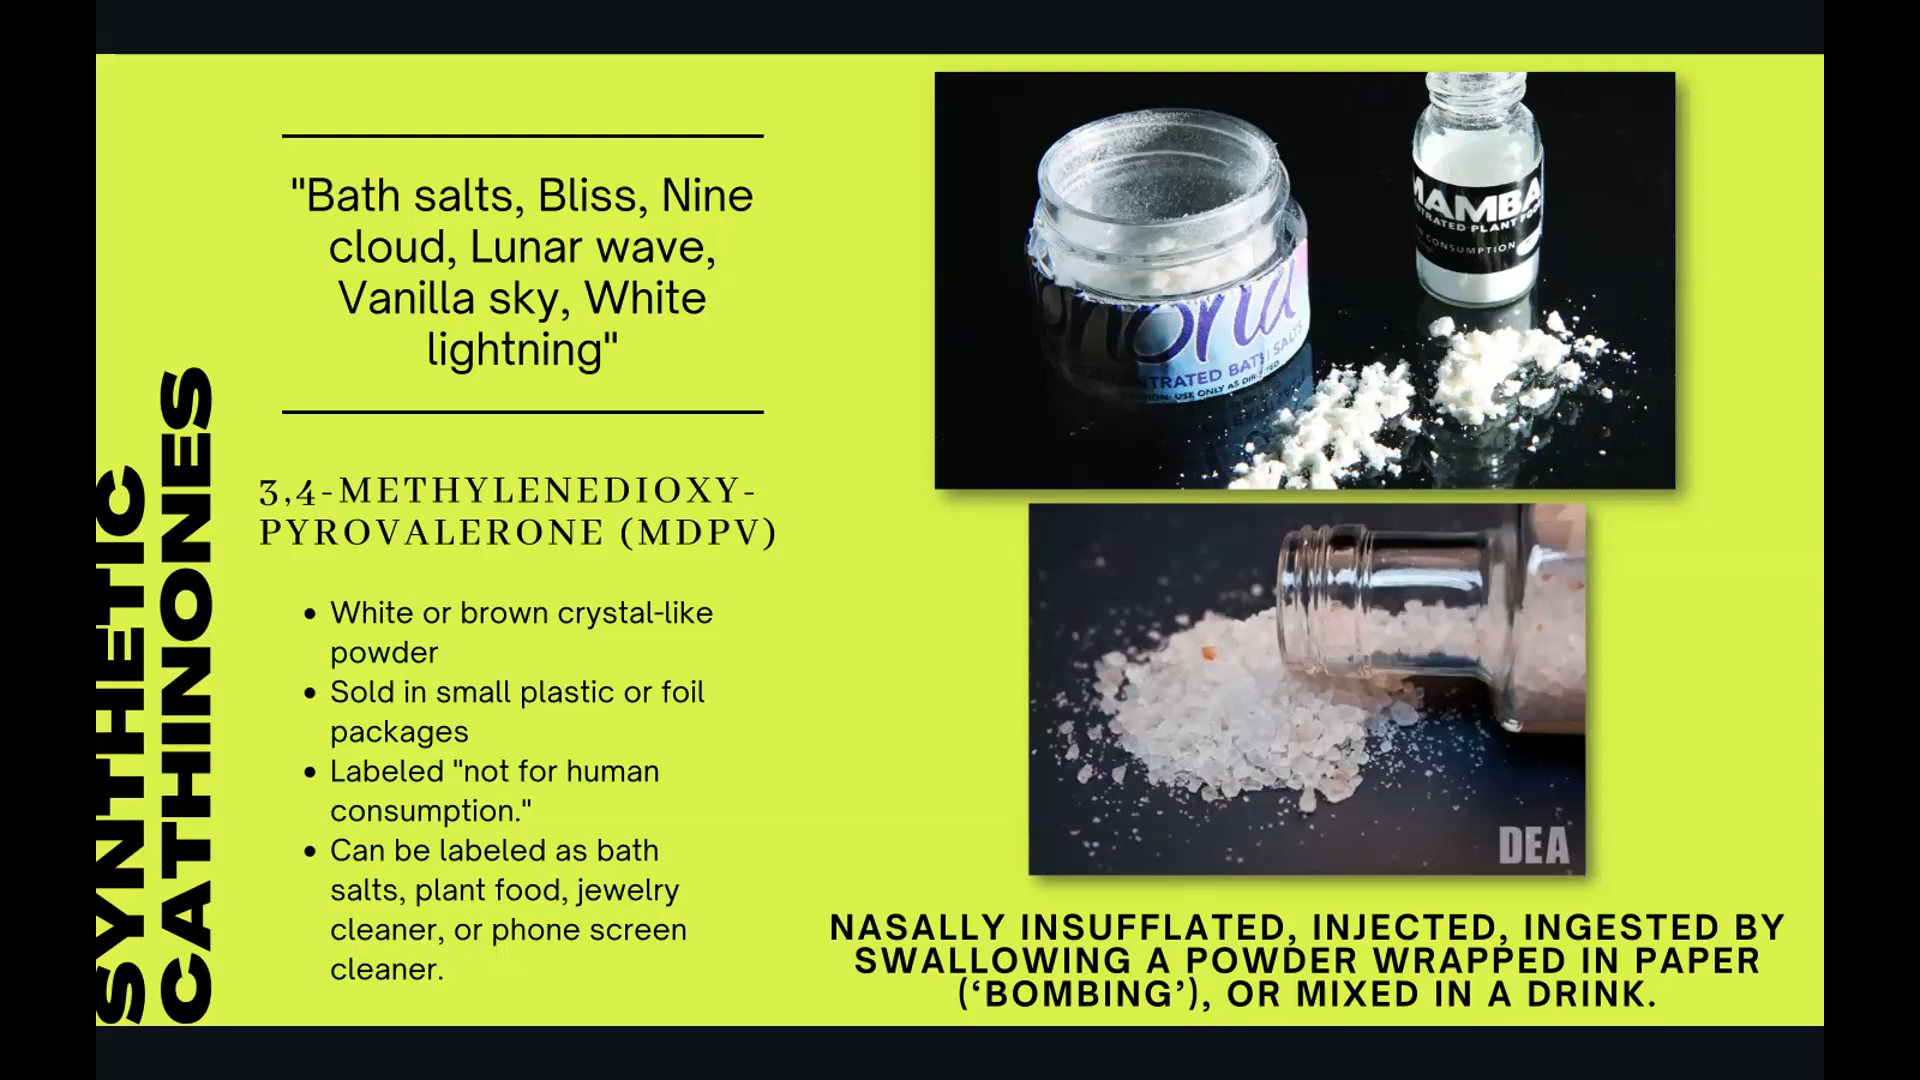 SYNTHETIC
CATHINONES
"Bath salts, Bliss, Nine
cloud, Lunar wave,
Vanilla sky, White
lightning"
3,4-METHYLENEDIOXY-
PYROVALERONE (MDPV)
• White or brown crystal-like
powder
• Sold in small plastic or foil
packages
• Labeled "not for human
consumption."
• Can be labeled as bath
salts, plant food, jewelry
cleaner, or phone screen
cleaner.
MAMBA
PLANT
CONSUMPTION
BATH SALTS
USE ONLY AS
DEA
NASALLY INSUFFLATED, INJECTED, INGESTED BY
SWALLOWING A POWDER WRAPPED IN PAPER
(‘BOMBING’), OR MIXED IN A DRINK.